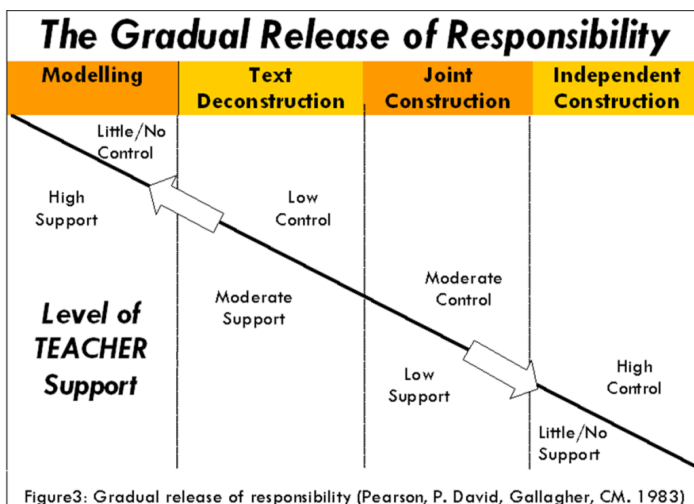 The Gradual Release of Responsibility
Modelling
Text
Deconstruction
Joint
Construction
Independent
Construction
Little/No
Control
High
Support
Low
Control
Moderate
Support
Moderate
Control
Level of
TEACHER
Support
Low
Support
High
Control
Little/No
Support
Figure3: Gradual release of responsibility (Pearson, P. David, Gallagher, CM. 1983)